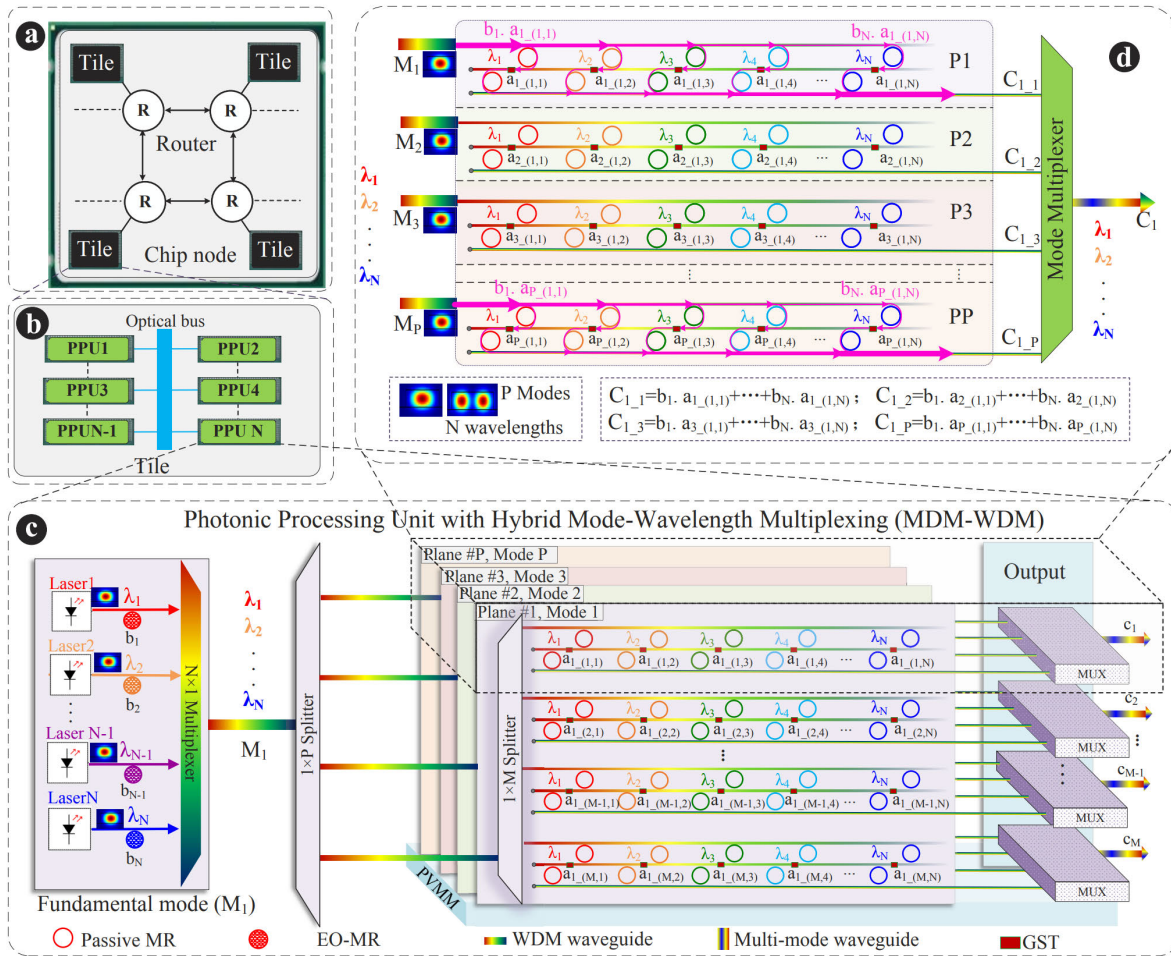 a
Tile
Tile
R
R
Router
R
R
Tile
Tile
Chip node
b
Optical bus
PPU1
PPU2
PPU3
PPU4
PPUN-1
PPU N
Tile
d
λ1
λ2
λN
b1. a1_(1,1)
bN. a1_(1,N)
M1
λ1 λ2 λ3 λ4 λN
P1
a1_(1,1) a1_(1,2) a1_(1,3) a1_(1,4) ... a1_(1,N)
C1_1
M2
λ1 λ2 λ3 λ4 λN
P2
a2_(1,1) a2_(1,2) a2_(1,3) a2_(1,4) ... a2_(1,N)
C1_2
M3
λ1 λ2 λ3 λ4 λN
P3
a3_(1,1) a3_(1,2) a3_(1,3) a3_(1,4) ... a3_(1,N)
C1_3
b1. aP_(1,1)
bN. aP_(1,N)
MP
λ1 λ2 λ3 λ4 λN
PP
aP_(1,1) aP_(1,2) aP_(1,3) aP_(1,4) ... aP_(1,N)
C1_P
Mode Multiplexer
C1
λ1
λ2
λN
P Modes
N wavelengths
C1_1=b1. a1_(1,1)+···+bN. a1_(1,N) ; C1_2=b1. a2_(1,1)+···+bN. a2_(1,N)
C1_3=b1. a3_(1,1)+···+bN. a3_(1,N) C1_P=b1. aP_(1,1)+···+bN. aP_(1,N)
c
Photonic Processing Unit with Hybrid Mode-Wavelength Multiplexing (MDM-WDM)
Laser1
λ1
b1
Laser2
λ2
b2
Laser N-1
λN-1
bN-1
LaserN
λN
bN
N×1 Multiplexer
Fundamental mode (M1)
λ1
λ2
λN
M1
1×P Splitter
Plane #P, Mode P
Plane #3, Mode 3
Plane #2, Mode 2
Plane #1, Mode 1
1×M Splitter
PVMM
λ1 λ2 λ3 λ4 λN
a1_(1,1) a1_(1,2) a1_(1,3) a1_(1,4) ... a1_(1,N)
λ1 λ2 λ3 λ4 λN
a1_(2,1) a1_(2,2) a1_(2,3) a1_(2,4) ... a1_(2,N)
λ1 λ2 λ3 λ4 λN
a1_(M-1,1) a1_(M-1,2) a1_(M-1,3) a1_(M-1,4) ... a1_(M-1,N)
λ1 λ2 λ3 λ4 λN
a1_(M,1) a1_(M,2) a1_(M,3) a1_(M,4) ... a1_(M,N)
Output
c1
MUX
c2
MUX
cM-1
MUX
cM
MUX
Passive MR
EO-MR
WDM waveguide
Multi-mode waveguide
GST